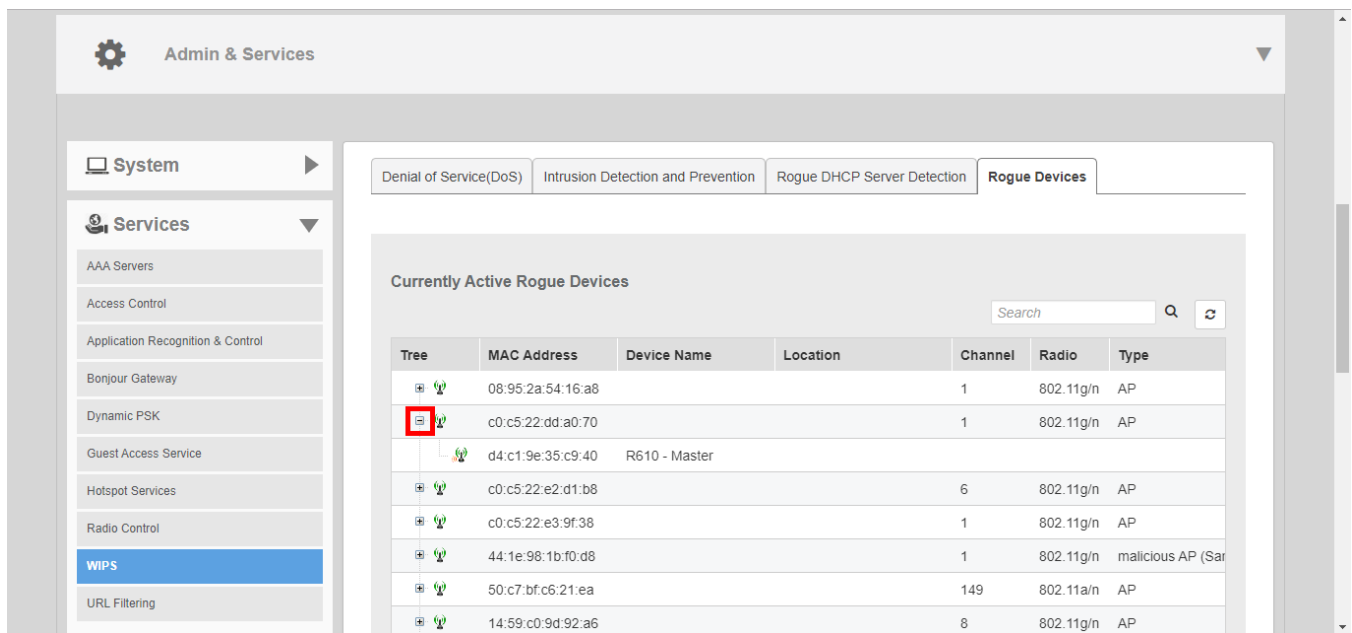 Admin & Services
System
Services
AAA Servers
Access Control
Application Recognition & Control
Bonjour Gateway
Dynamic PSK
Guest Access Service
Hotspot Services
Radio Control
WIPS
URL Filtering
Denial of Service(DoS) Intrusion Detection and Prevention Rogue DHCP Server Detection Rogue Devices
Currently Active Rogue Devices
Search
Tree MAC Address Device Name Location Channel Radio Type
08:95:2a:54:16:a8 1 802.11g/n AP
c0:c5:22:dd:a0:70 1 802.11g/n AP
d4:c1:9e:35:c9:40 R610 - Master
c0:c5:22:e2:d1:b8 6 802.11g/n AP
c0:c5:22:e3:9f:38 1 802.11g/n AP
44:1e:98:1b:f0:d8 1 802.11g/n malicious AP (Sar
50:c7:bf:c6:21:ea 149 802.11a/n AP
14:59:c0:9d:92:a6 8 802.11g/n AP